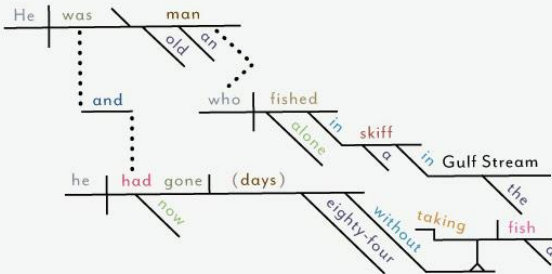 He was man
old an
and
who fished
alone in skiff
a in Gulf Stream
the
he had gone (days)
now eighty-four without
taking fish
a